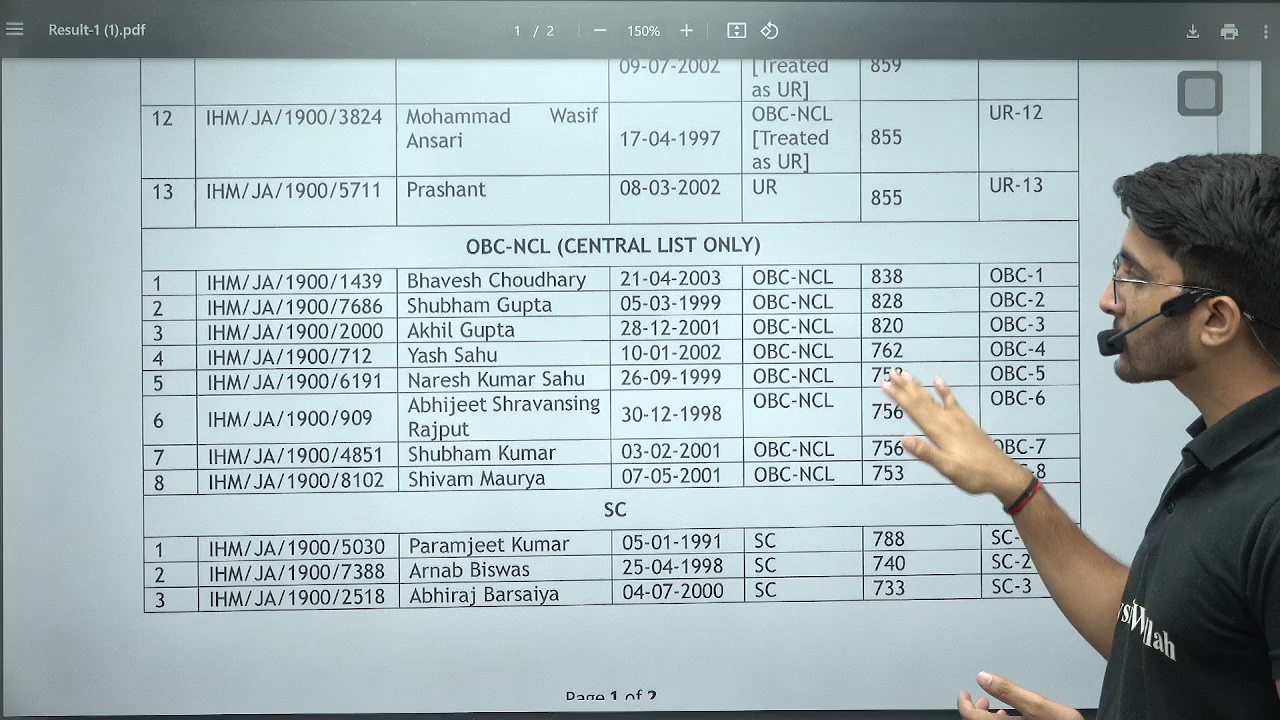 Result-1 (1).pdf 1 / 2 150%
09-07-2002 [Treated as UR] 859
12 IHM/JA/1900/3824 Mohammad Wasif Ansari 17-04-1997 OBC-NCL [Treated as UR] 855 UR-12
13 IHM/JA/1900/5711 Prashant 08-03-2002 UR 855 UR-13
OBC-NCL (CENTRAL LIST ONLY)
1 IHM/JA/1900/1439 Bhavesh Choudhary 21-04-2003 OBC-NCL 838 OBC-1
2 IHM/JA/1900/7686 Shubham Gupta 05-03-1999 OBC-NCL 828 OBC-2
3 IHM/JA/1900/2000 Akhil Gupta 28-12-2001 OBC-NCL 820 OBC-3
4 IHM/JA/1900/712 Yash Sahu 10-01-2002 OBC-NCL 762 OBC-4
5 IHM/JA/1900/6191 Naresh Kumar Sahu 26-09-1999 OBC-NCL OBC-5
6 IHM/JA/1900/909 Abhijeet Shravansing Rajput 30-12-1998 OBC-NCL 756 OBC-6
7 IHM/JA/1900/4851 Shubham Kumar 03-02-2001 OBC-NCL 756 OBC-7
8 IHM/JA/1900/8102 Shivam Maurya 07-05-2001 OBC-NCL 753
SC
1 IHM/JA/1900/5030 Paramjeet Kumar 05-01-1991 SC 788 SC-
2 IHM/JA/1900/7388 Arnab Biswas 25-04-1998 SC 740 SC-2
3 IHM/JA/1900/2518 Abhiraj Barsaiya 04-07-2000 SC 733 SC-3
Page 1 of 2